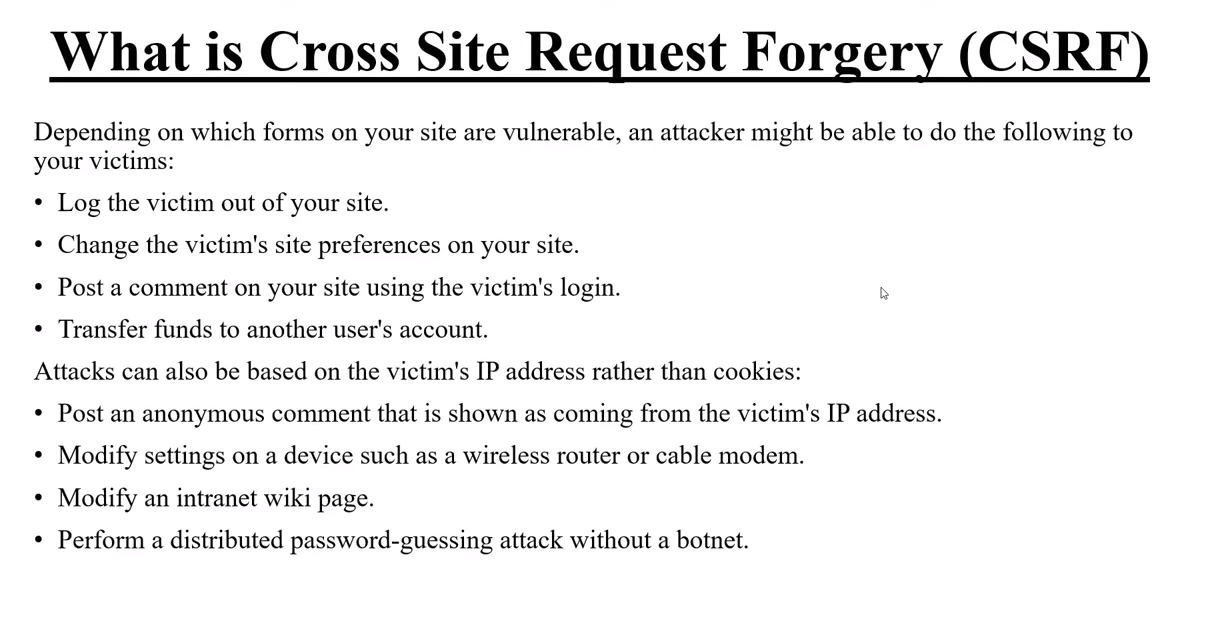 What is Cross Site Request Forgery (CSRF)
Depending on which forms on your site are vulnerable, an attacker might be able to do the following to
your victims:
• Log the victim out of your site.
• Change the victim's site preferences on your site.
• Post a comment on your site using the victim's login.
• Transfer funds to another user's account.
Attacks can also be based on the victim's IP address rather than cookies:
• Post an anonymous comment that is shown as coming from the victim's IP address.
• Modify settings on a device such as a wireless router or cable modem.
• Modify an intranet wiki page.
• Perform a distributed password-guessing attack without a botnet.